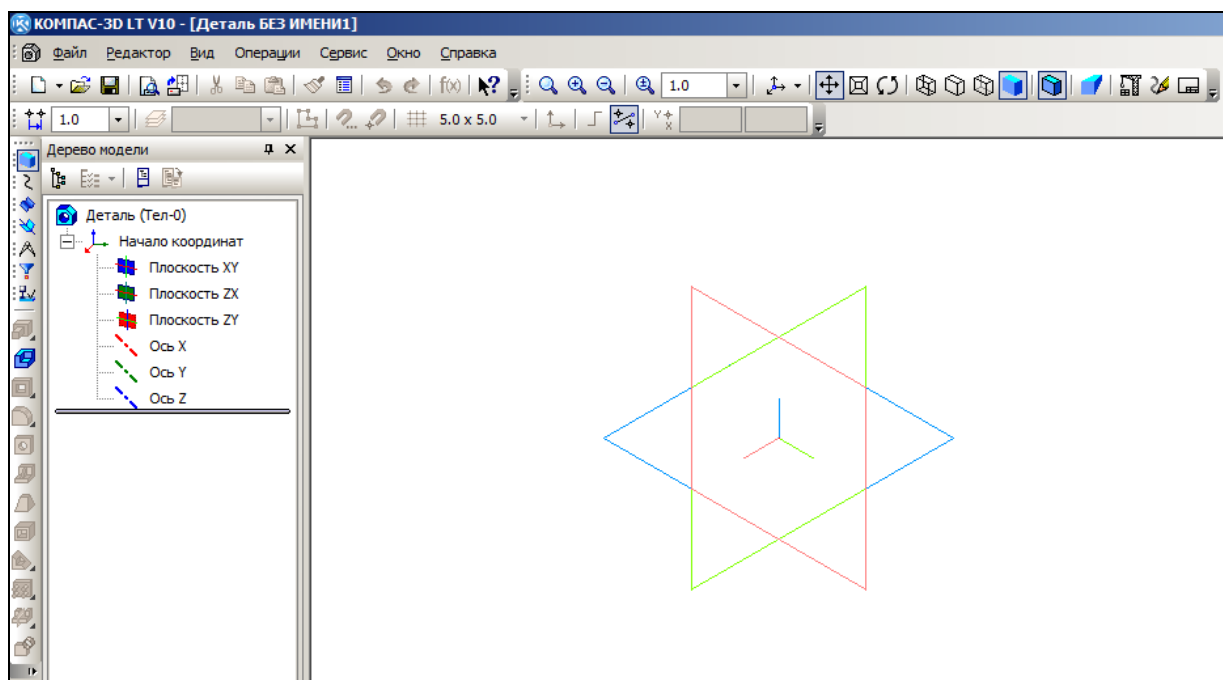 КОМПАС-3D LT V10 - [Деталь БЕЗ ИМЕНИ1]
Файл Редактор Вид Операции Сервис Окно Справка
f(x) ? 1.0
1.0 5.0 x 5.0 Y X
Дерево модели
Деталь (Тел-0)
Начало координат
Плоскость XY
Плоскость ZX
Плоскость ZY
Ось X
Ось Y
Ось Z